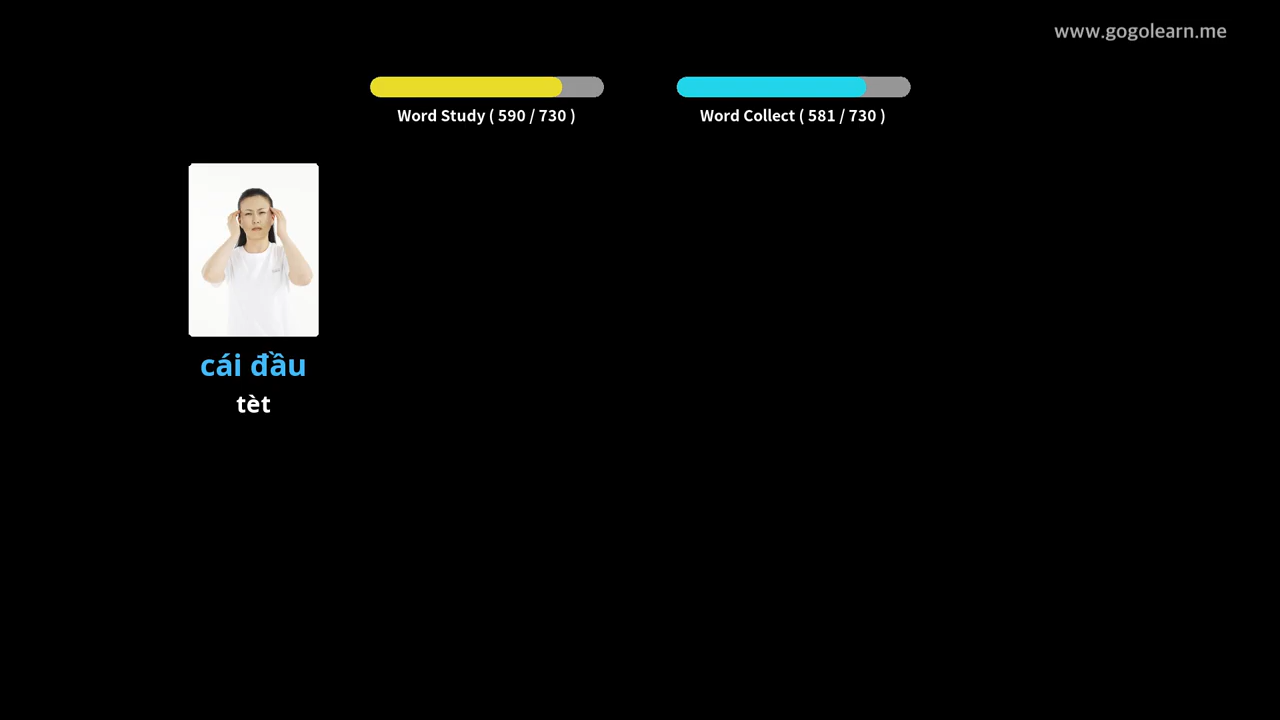 www.gogolearn.me
Word Study ( 590 / 730 )
Word Collect ( 581 / 730 )
cái đầu
tèt